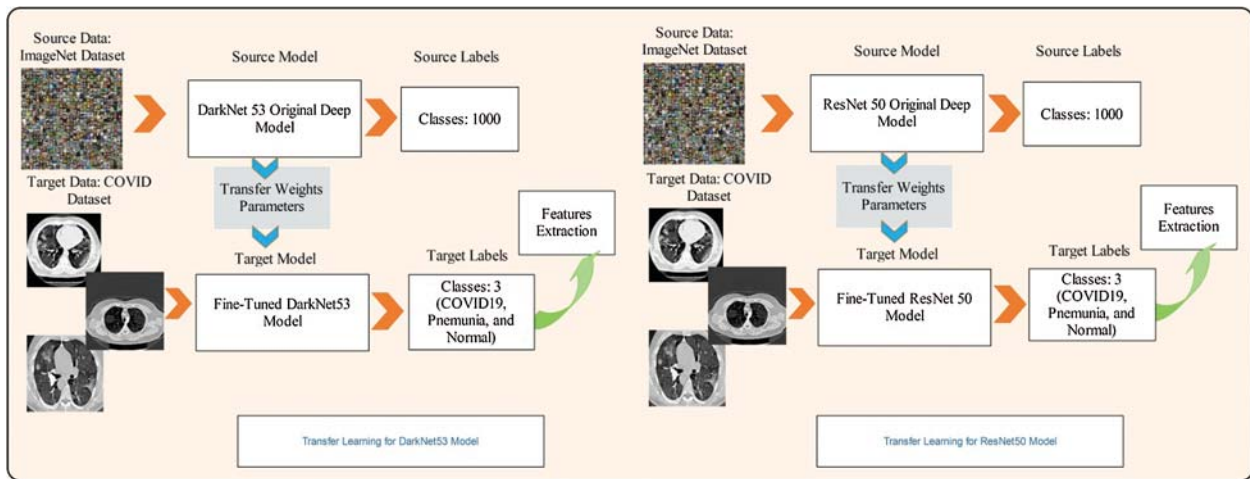 Source Data:
ImageNet Dataset
Source Model
Source Labels
DarkNet 53 Original Deep
Model
Classes: 1000
Transfer Weights
Parameters
Target Data: COVID
Dataset
Features
Extraction
Target Model
Target Labels
Fine-Tuned DarkNet53
Model
Classes: 3
(COVID19,
Pnemunia, and
Normal)
Transfer Learning for DarkNet53 Model
Source Data:
ImageNet Dataset
Source Model
Source Labels
ResNet 50 Original Deep
Model
Classes: 1000
Transfer Weights
Parameters
Target Data: COVID
Dataset
Features
Extraction
Target Model
Target Labels
Fine-Tuned ResNet 50
Model
Classes: 3
(COVID19,
Pnemunia, and
Normal)
Transfer Learning for ResNet50 Model